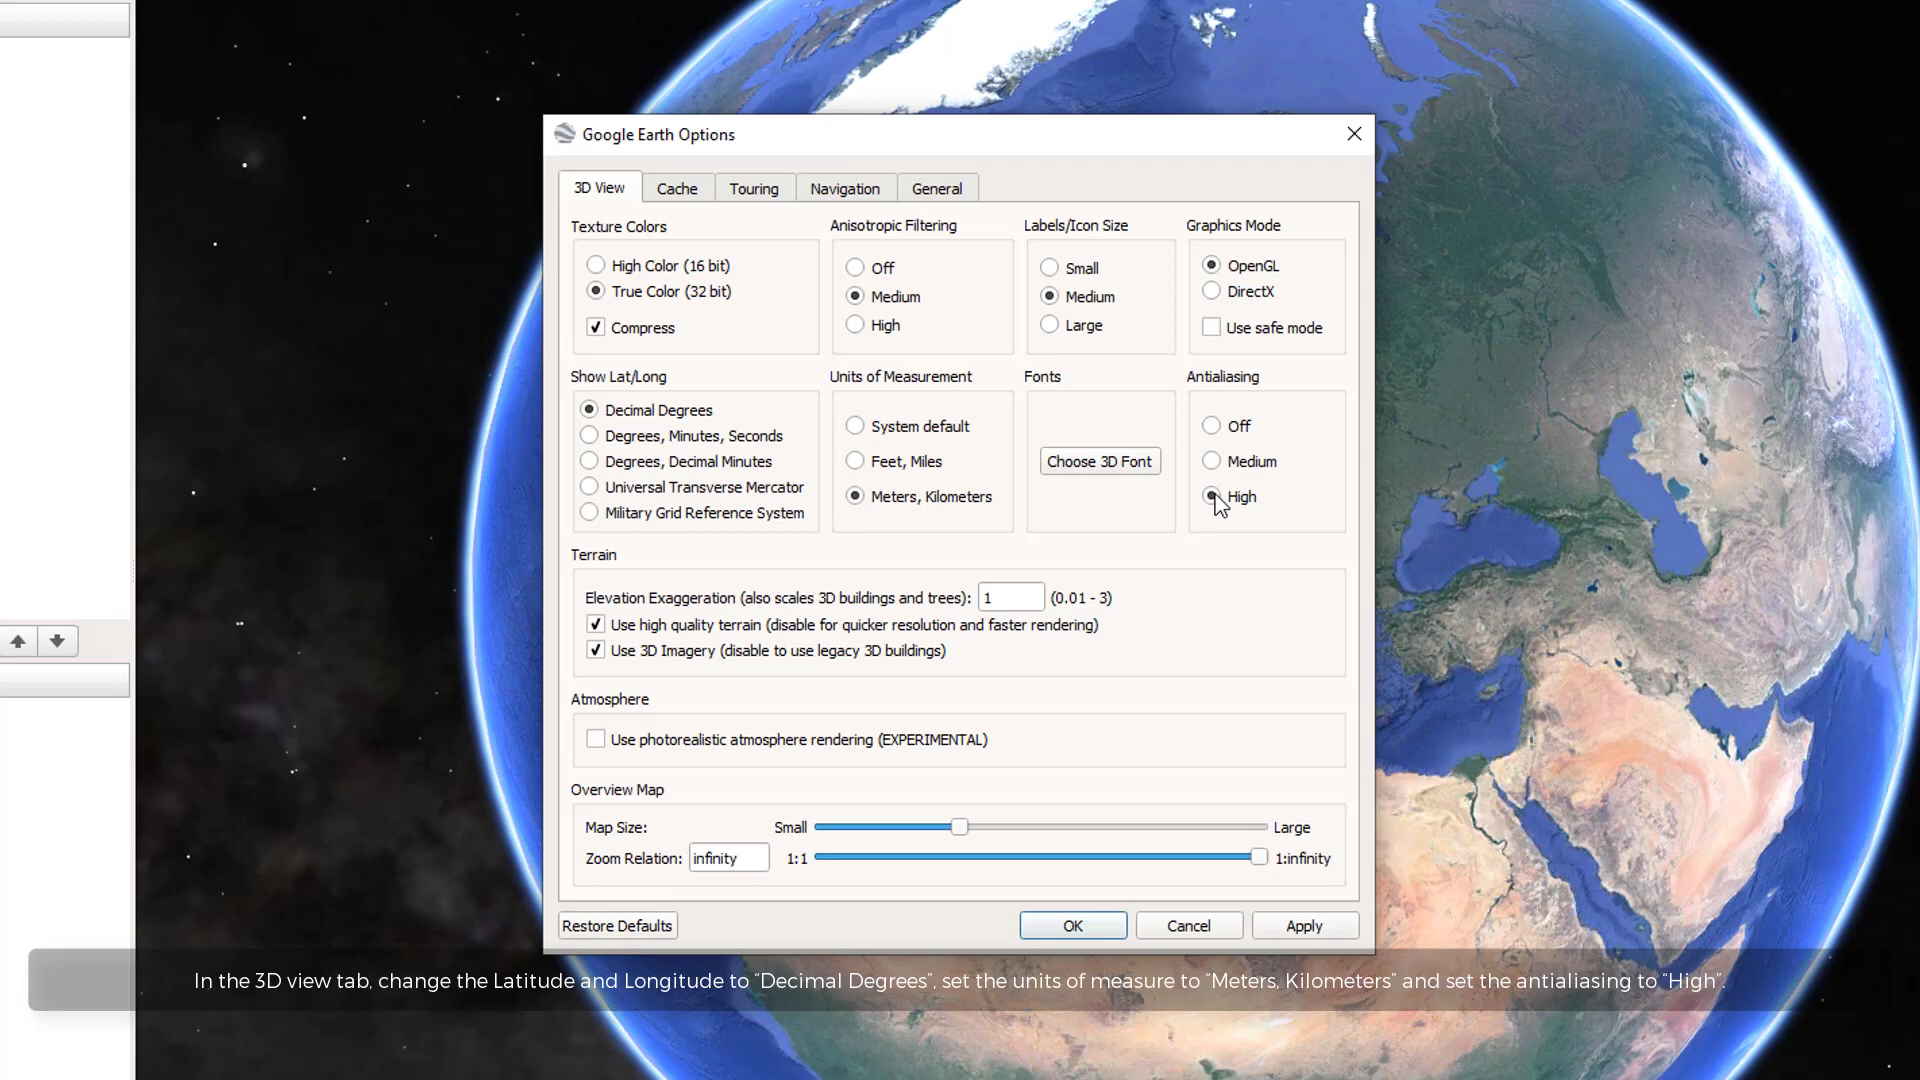 Google Earth Options
3D View Cache Touring Navigation General
Texture Colors Anisotropic Filtering Labels/Icon Size Graphics Mode
High Color (16 bit) Off Small OpenGL
True Color (32 bit) Medium Medium DirectX
Compress High Large Use safe mode
Show Lat/Long Units of Measurement Fonts Antialiasing
Decimal Degrees System default Off
Degrees, Minutes, Seconds
Degrees, Decimal Minutes Feet, Miles Choose 3D Font Medium
Universal Transverse Mercator Meters, Kilometers High
Military Grid Reference System
Terrain
Elevation Exaggeration (also scales 3D buildings and trees): 1 (0.01 - 3)
Use high quality terrain (disable for quicker resolution and faster rendering)
Use 3D Imagery (disable to use legacy 3D buildings)
Atmosphere
Use photorealistic atmosphere rendering (EXPERIMENTAL)
Overview Map
Map Size: Small Large
Zoom Relation: infinity 1:1 1:infinity
Restore Defaults OK Cancel Apply
In the 3D view tab, change the Latitude and Longitude to “Decimal Degrees”, set the units of measure to “Meters, Kilometers” and set the antialiasing to “High”.